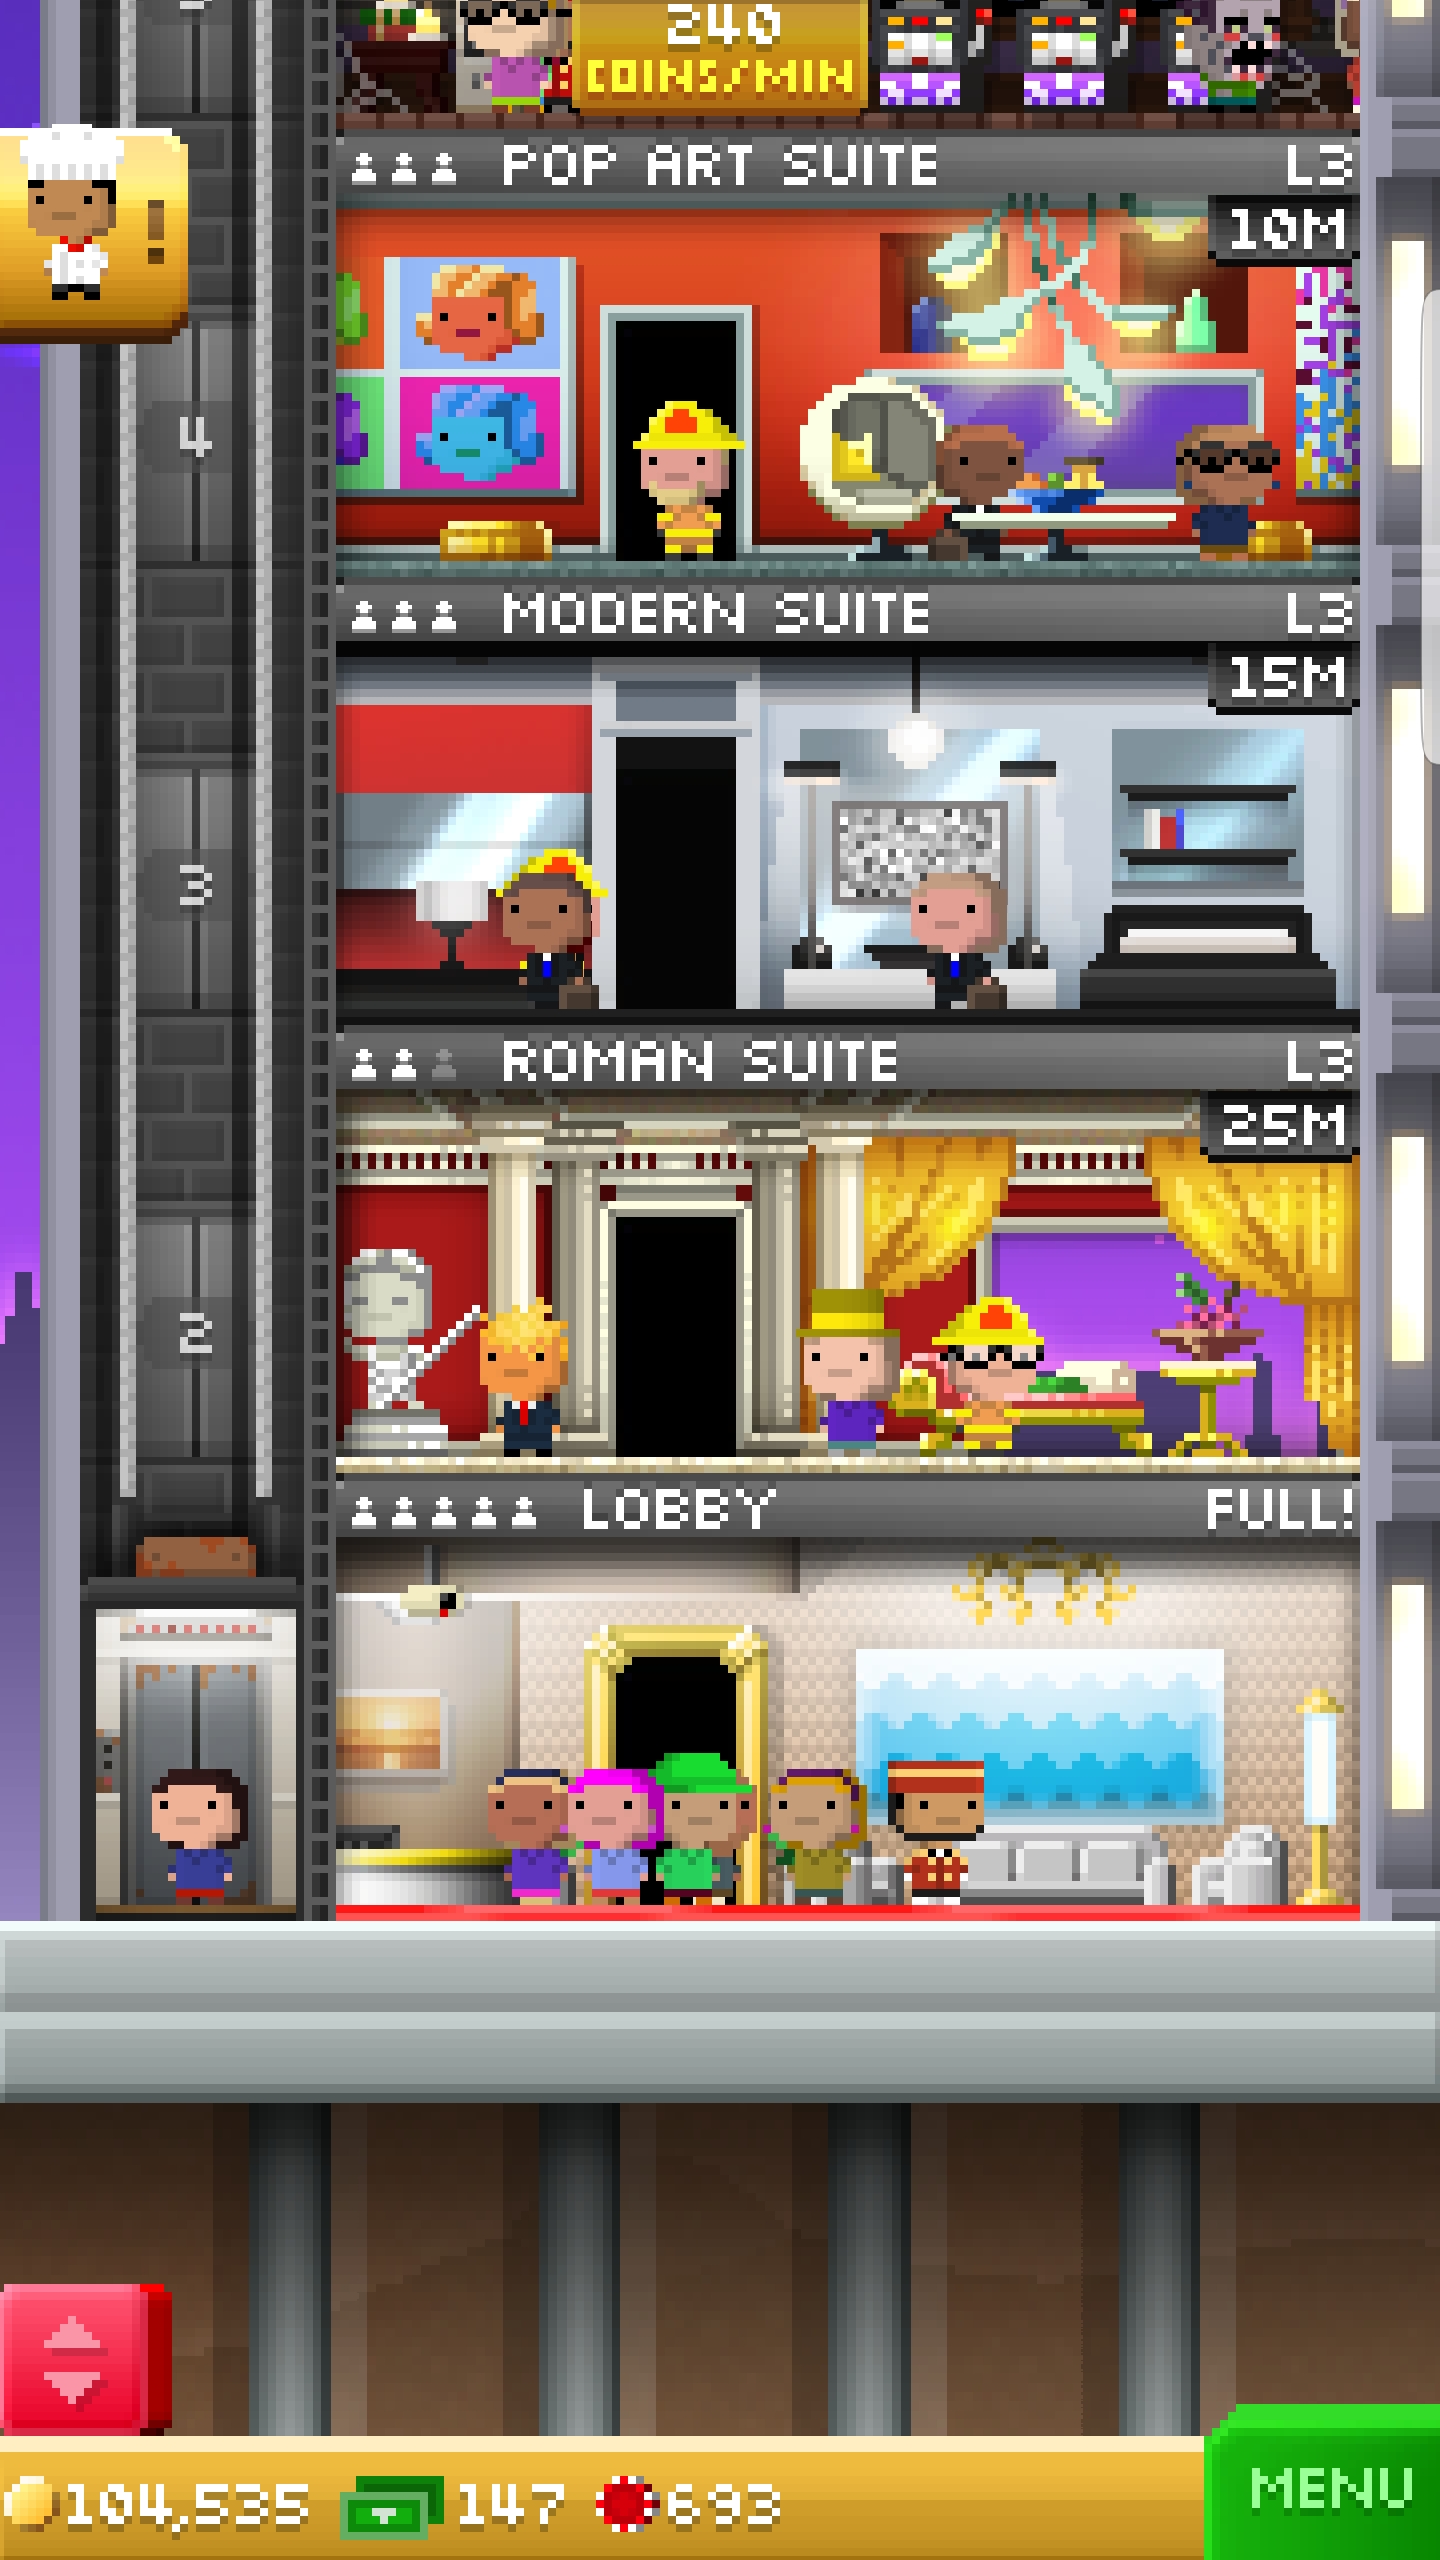 240
COINS/MIN
POP ART SUITE L3
10M
!
4
MODERN SUITE L3
15M
3
ROMAN SUITE L3
25M
2
LOBBY FULL!
104,535 147 693
MENU